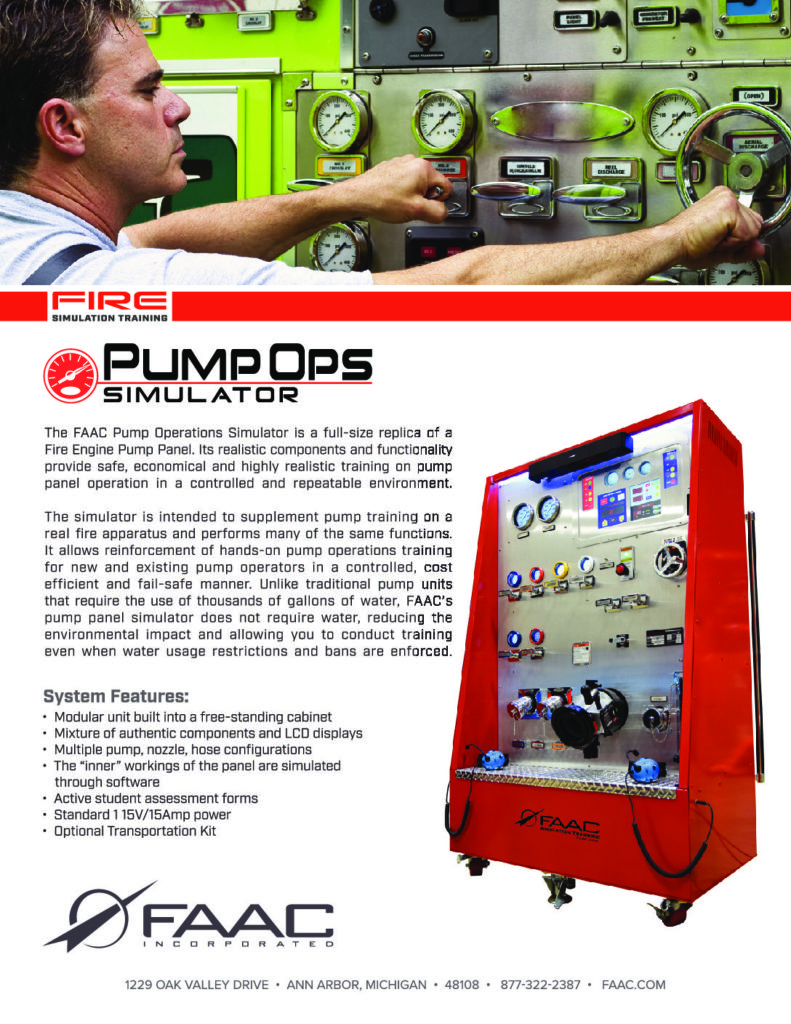 (OPEN)
AERIAL
DISCHARGE
FIRE
SIMULATION TRAINING
PUMP OPS
SIMULATOR
The FAAC Pump Operations Simulator is a full-size replica of a
Fire Engine Pump Panel. Its realistic components and functionality
provide safe, economical and highly realistic training on pump
panel operation in a controlled and repeatable environment.
The simulator is intended to supplement pump training on a
real fire apparatus and performs many of the same functions.
It allows reinforcement of hands-on pump operations training
for new and existing pump operators in a controlled, cost
efficient and fail-safe manner. Unlike traditional pump units
that require the use of thousands of gallons of water, FAAC's
pump panel simulator does not require water, reducing the
environmental impact and allowing you to conduct training
even when water usage restrictions and bans are enforced.
System Features:
• Modular unit built into a free-standing cabinet
• Mixture of authentic components and LCD displays
• Multiple pump, nozzle, hose configurations
• The "inner" workings of the panel are simulated
through software
• Active student assessment forms
• Standard 1 15V/15Amp power
• Optional Transportation Kit
FAAC
SIMULATION TRAINING
FAAC
INCORPORATED
1229 OAK VALLEY DRIVE • ANN ARBOR, MICHIGAN • 48108 • 877-322-2387 • FAAC.COM